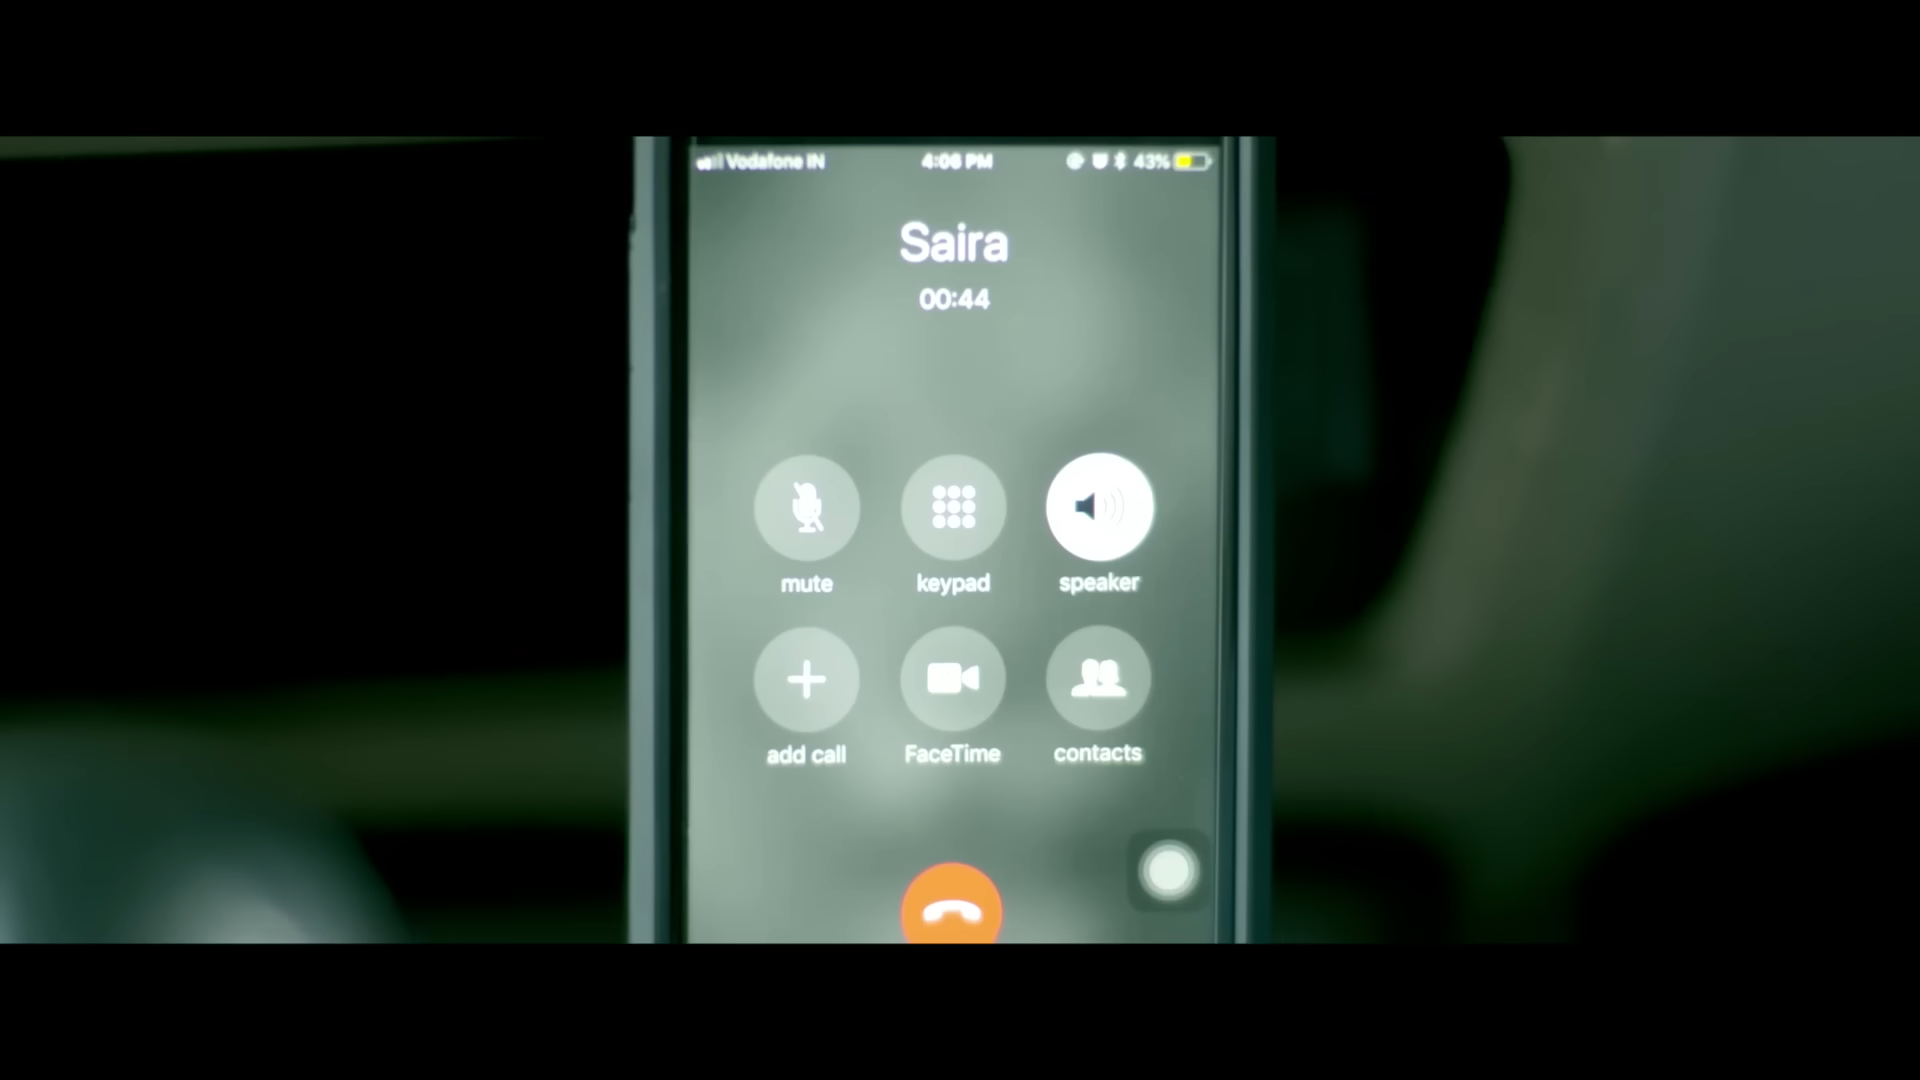 Vodafone IN 4:06 PM 43%
Saira
00:44
mute keypad speaker
add call FaceTime contacts